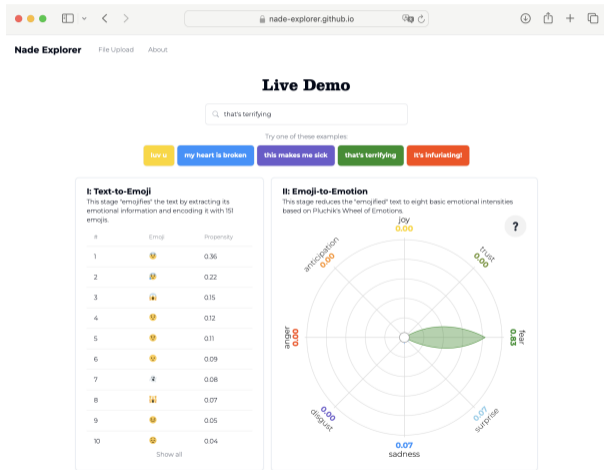 nade-explorer.github.io
Nade Explorer File Upload About
Live Demo
that's terrifying
Try one of these examples:
luv u my heart is broken this makes me sick that's terrifying it's infuriating!
I: Text-to-Emoji
This stage "emojifies" the text by extracting its
emotional information and encoding it with 151
emojis.
# Emoji Propensity
1 0.36
2 0.22
3 0.15
4 0.12
5 0.11
6 0.09
7 0.08
8 0.07
9 0.05
10 0.04
Show all
II: Emoji-to-Emotion
This stage reduces the "emojified" text to eight basic emotional intensities
based on Pluchik's Wheel of Emotions.
?
joy
0.00
trust
0.00
fear
0.83
surprise
0.07
sadness
0.07
disgust
0.00
anger
0.00
anticipation
0.00